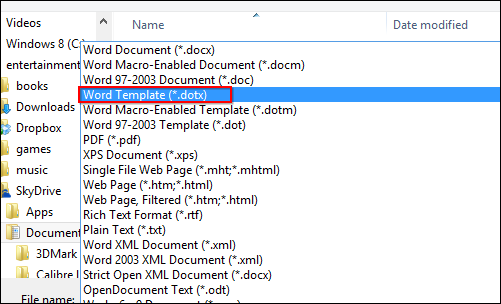 Name
Date modified
Videos
Windows 8 (C:)
entertainment
books
Downloads
Dropbox
games
music
SkyDrive
Apps
Document
3DMark
Calibre
File name:
Word Document (*.docx)
Word Macro-Enabled Document (*.docm)
Word 97-2003 Document (*.doc)
Word Template (*.dotx)
Word Macro-Enabled Template (*.dotm)
Word 97-2003 Template (*.dot)
PDF (*.pdf)
XPS Document (*.xps)
Single File Web Page (*.mht;*.mhtml)
Web Page (*.htm;*.html)
Web Page, Filtered (*.htm;*.html)
Rich Text Format (*.rtf)
Plain Text (*.txt)
Word XML Document (*.xml)
Word 2003 XML Document (*.xml)
Strict Open XML Document (*.docx)
OpenDocument Text (*.odt)